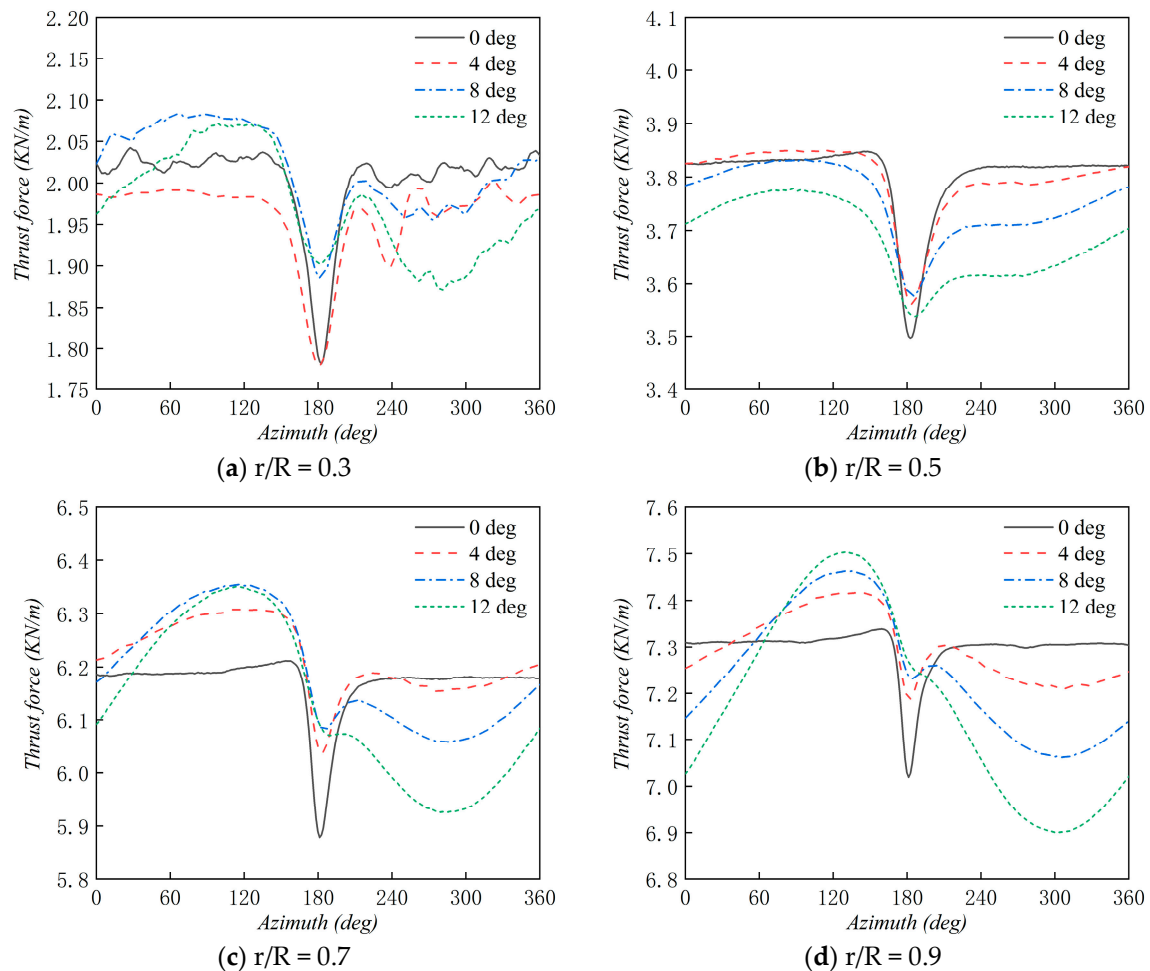 2.20
2.15
2.10
2.05
2.00
1.95
1.90
1.85
1.80
1.75
Thrust force (KN/m)
0 deg
4 deg
8 deg
12 deg
0 60 120 180 240 300 360
Azimuth (deg)
(a) r/R = 0.3
4.1
4.0
3.9
3.8
3.7
3.6
3.5
3.4
Thrust force (KN/m)
0 deg
4 deg
8 deg
12 deg
0 60 120 180 240 300 360
Azimuth (deg)
(b) r/R = 0.5
6.5
6.4
6.3
6.2
6.1
6.0
5.9
5.8
Thrust force (KN/m)
0 deg
4 deg
8 deg
12 deg
0 60 120 180 240 300 360
Azimuth (deg)
(c) r/R = 0.7
7.6
7.5
7.4
7.3
7.2
7.1
7.0
6.9
6.8
Thrust force (KN/m)
0 deg
4 deg
8 deg
12 deg
0 60 120 180 240 300 360
Azimuth (deg)
(d) r/R = 0.9